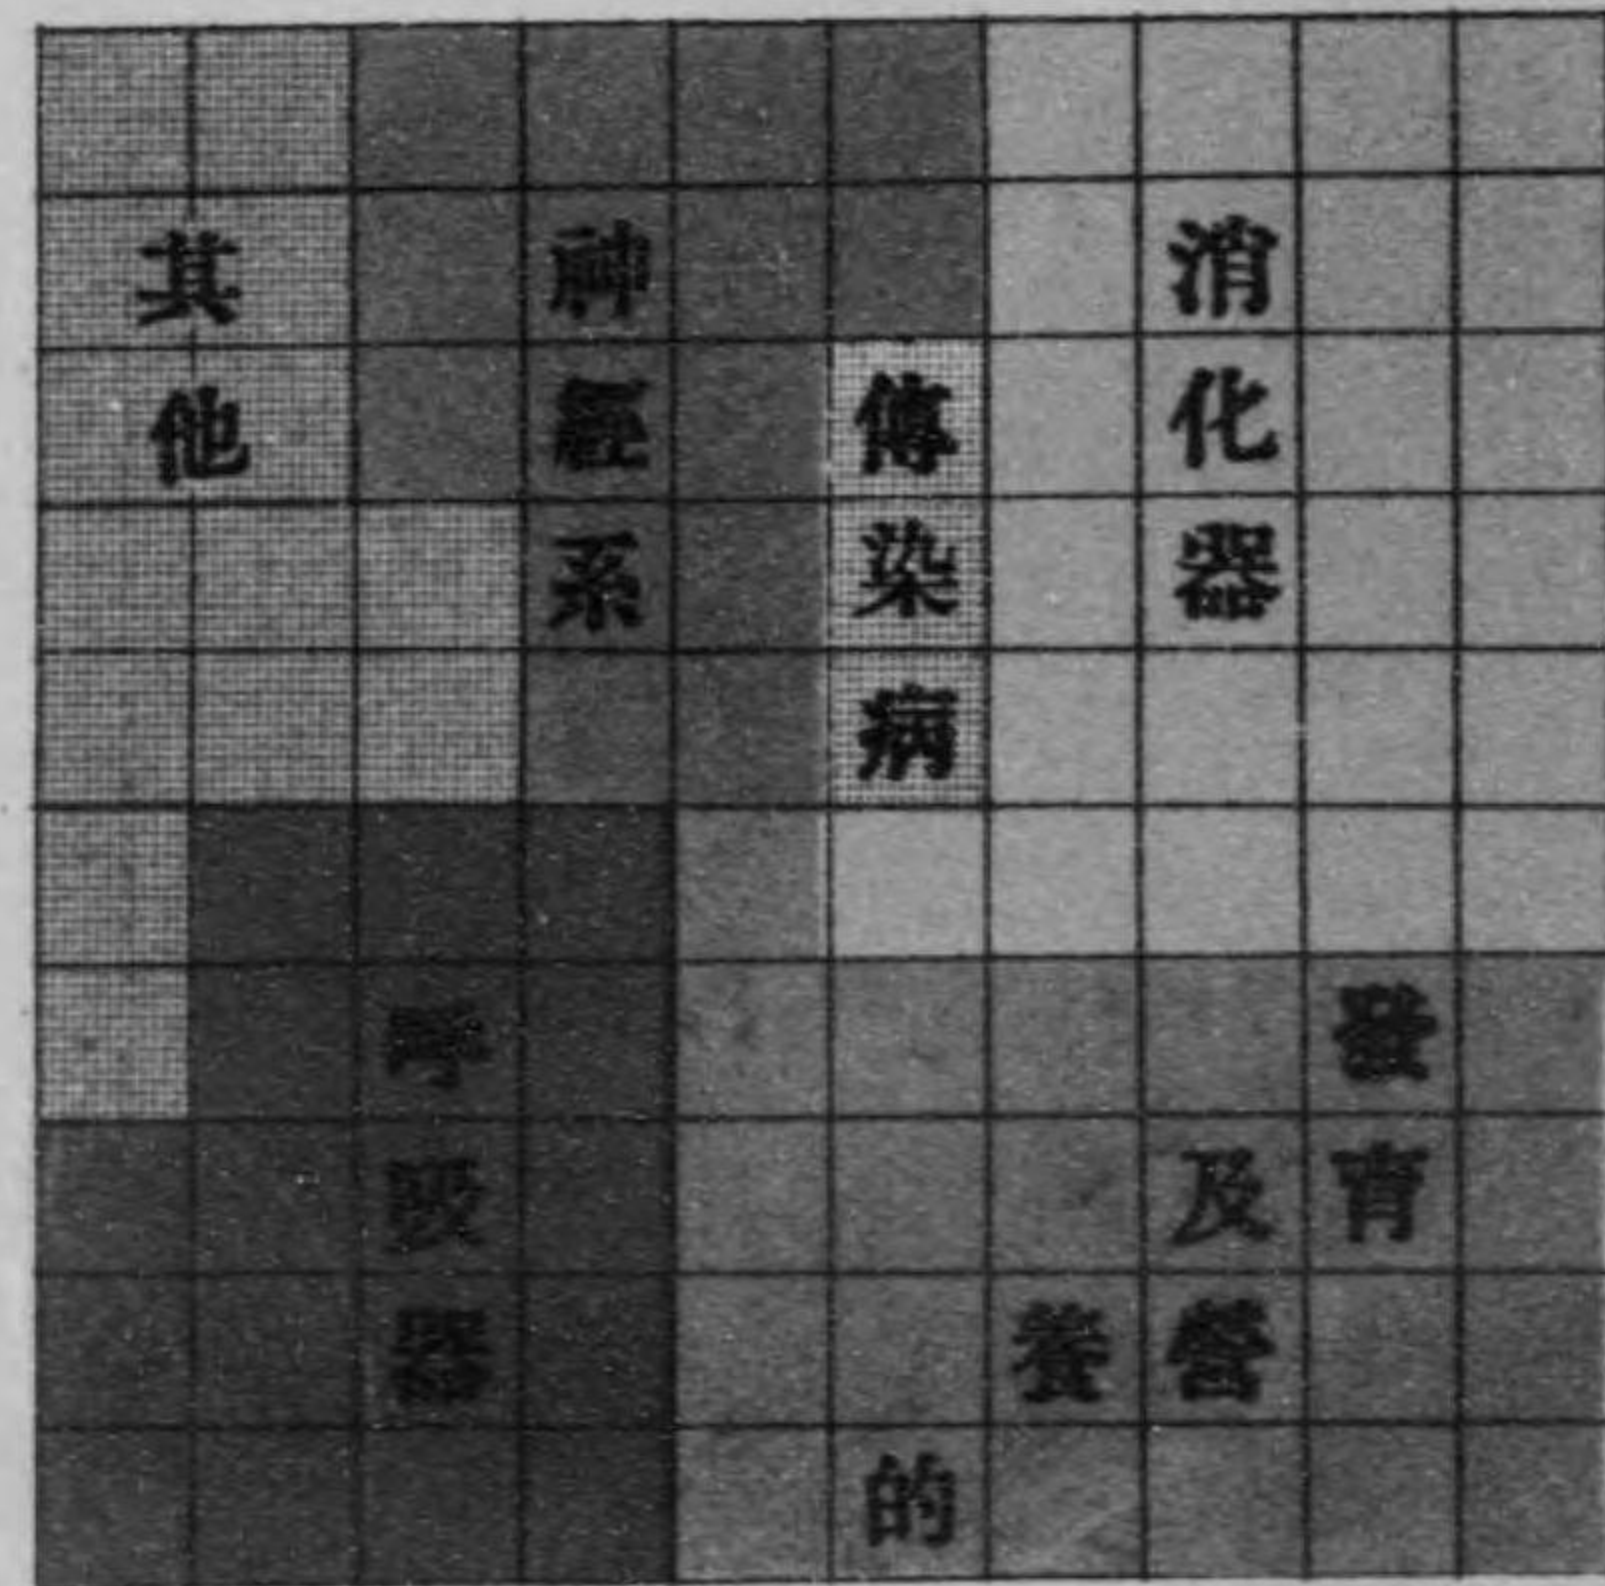 消化器
發育
及營
養
的
傳染病
神經系
呼吸器
其他